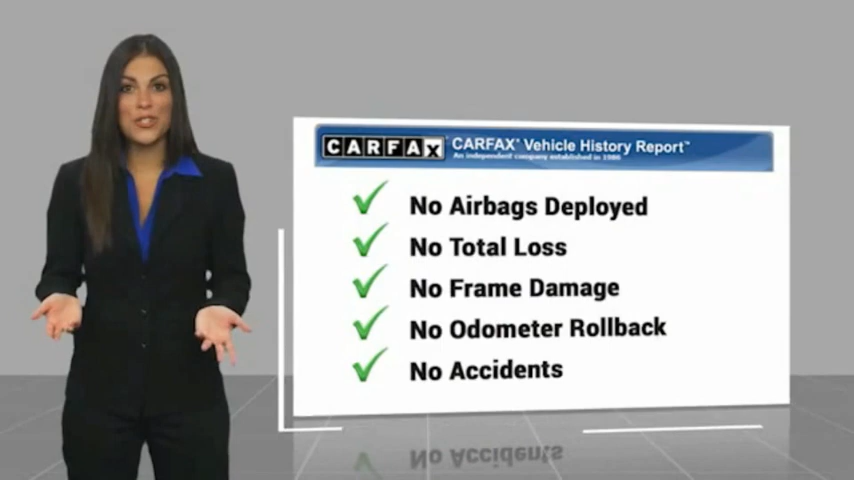 CARFAX CARFAX® Vehicle History Report™
An independent company established in 1986
No Airbags Deployed
No Total Loss
No Frame Damage
No Odometer Rollback
No Accidents
No Accidents